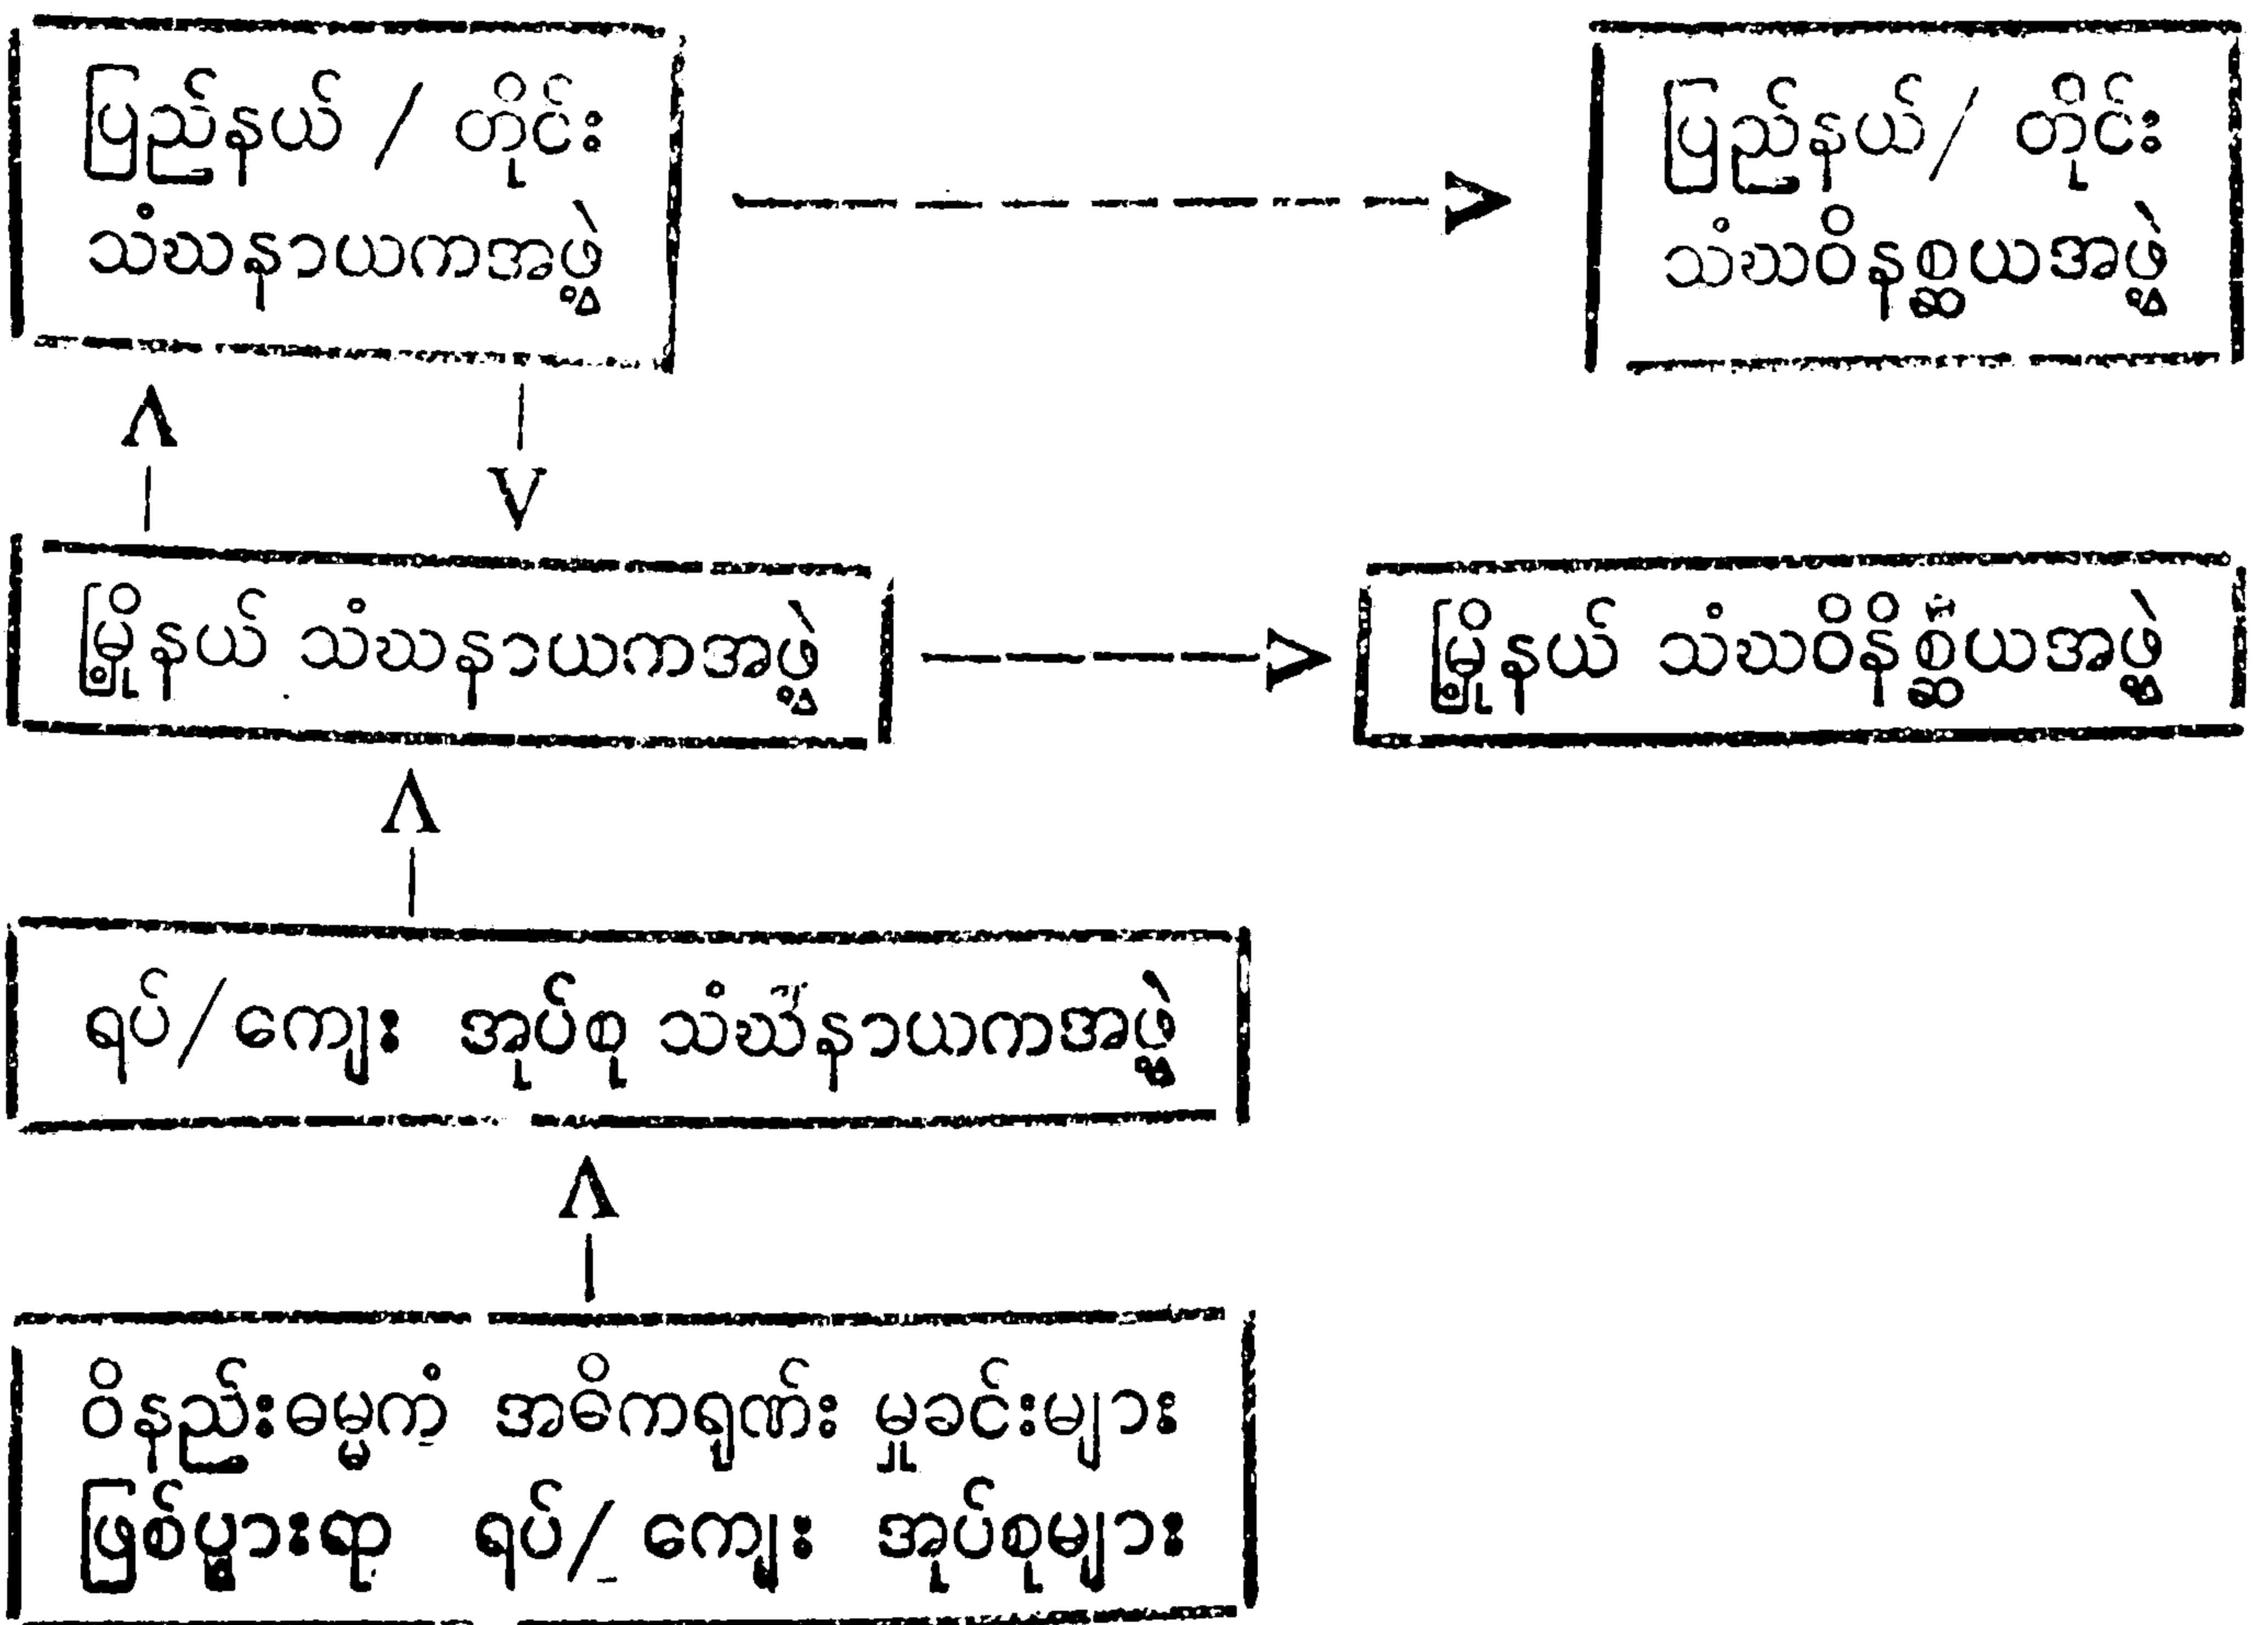 ပြည်နယ် / တိုင်း
သံဃနာယကအဖွဲ့
ပြည်နယ်/ တိုင်း
သံဃဝိနစ္ဆယအဖွဲ့
မြို့နယ် သံဃနာယကအဖွဲ့
မြို့နယ် သံဃဝိနိစ္ဆယအဖွဲ့
ရပ်/ကျေး အုပ်စု သံဃနာယကအဖွဲ့
ဝိနည်းဓမ္မကံ အဓိကရုဏ်း မှုခင်းများ
ဖြစ်ပွားရာ ရပ်/ ကျေး အုပ်စုများ